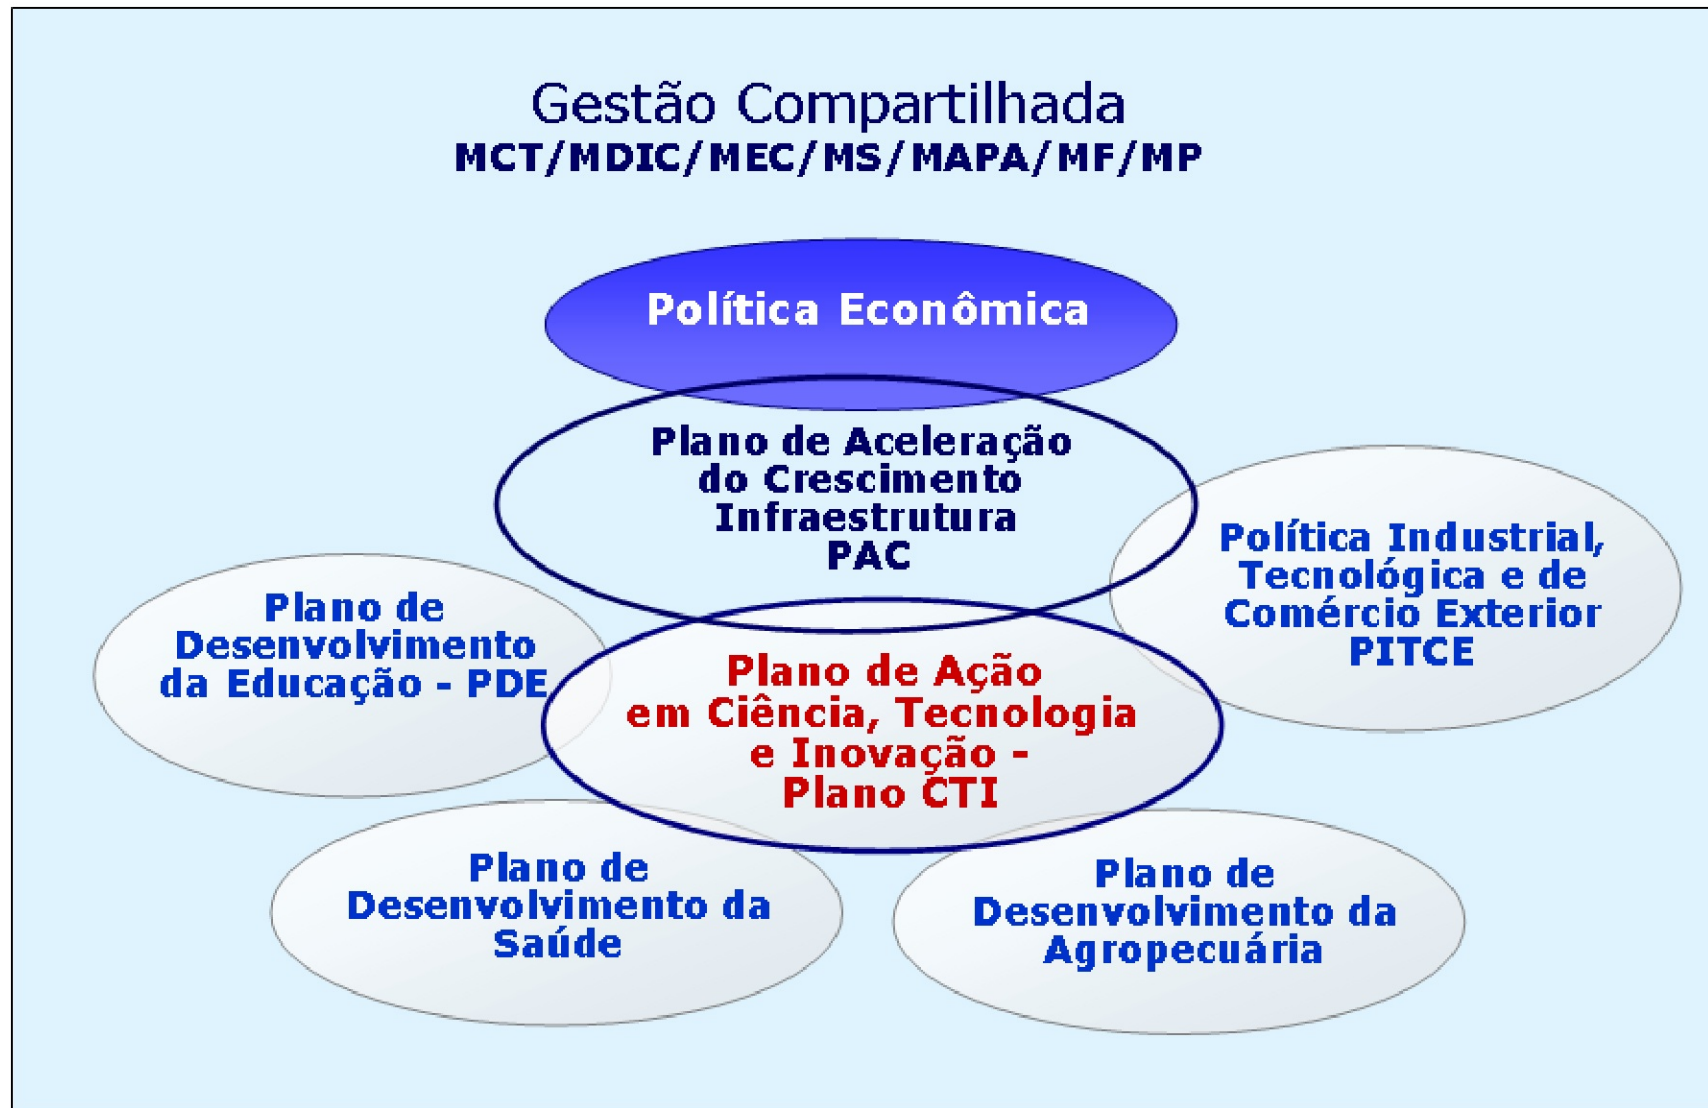 Gestão Compartilhada
MCT/MDIC/MEC/MS/MAPA/MF/MP
Política Econômica
Plano de Aceleração
do Crescimento
Infraestrutura
PAC
Política Industrial,
Tecnológica e de
Comércio Exterior
PITCE
Plano de
Desenvolvimento
da Educação - PDE
Plano de Ação
em Ciência, Tecnologia
e Inovação -
Plano CTI
Plano de
Desenvolvimento da
Saúde
Plano de
Desenvolvimento da
Agropecuária